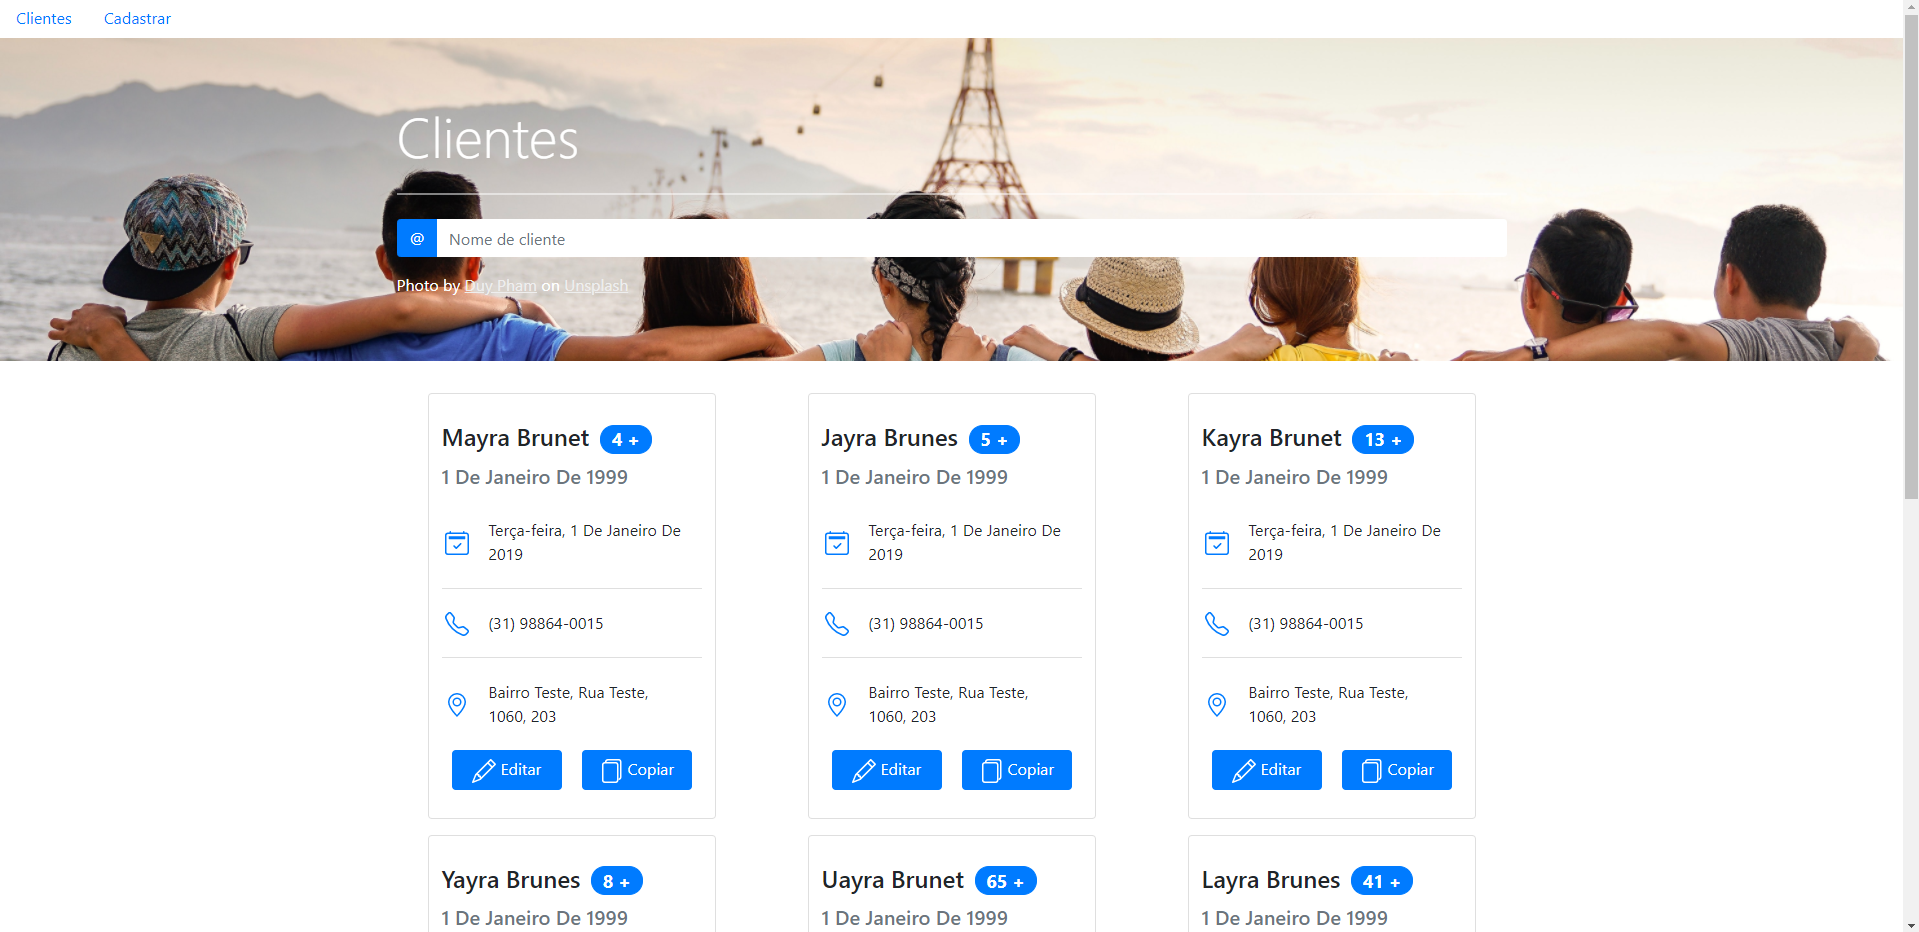 Clientes Cadastrar
Clientes
@ Nome de cliente
Photo by Duy Pham on Unsplash
Mayra Brunet 4 +
1 De Janeiro De 1999
Terça-feira, 1 De Janeiro De
2019
(31) 98864-0015
Bairro Teste, Rua Teste,
1060, 203
Editar Copiar
Jayra Brunes 5 +
1 De Janeiro De 1999
Terça-feira, 1 De Janeiro De
2019
(31) 98864-0015
Bairro Teste, Rua Teste,
1060, 203
Editar Copiar
Kayra Brunet 13 +
1 De Janeiro De 1999
Terça-feira, 1 De Janeiro De
2019
(31) 98864-0015
Bairro Teste, Rua Teste,
1060, 203
Editar Copiar
Yayra Brunes 8 +
1 De Janeiro De 1999
Uayra Brunet 65 +
1 De Janeiro De 1999
Layra Brunes 41 +
1 De Janeiro De 1999